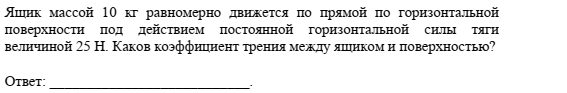 Ящик массой 10 кг равномерно движется по прямой по горизонтальной
поверхности под действием постоянной горизонтальной силы тяги
величиной 25 Н. Каков коэффициент трения между ящиком и поверхностью?
Ответ: ____________________________.